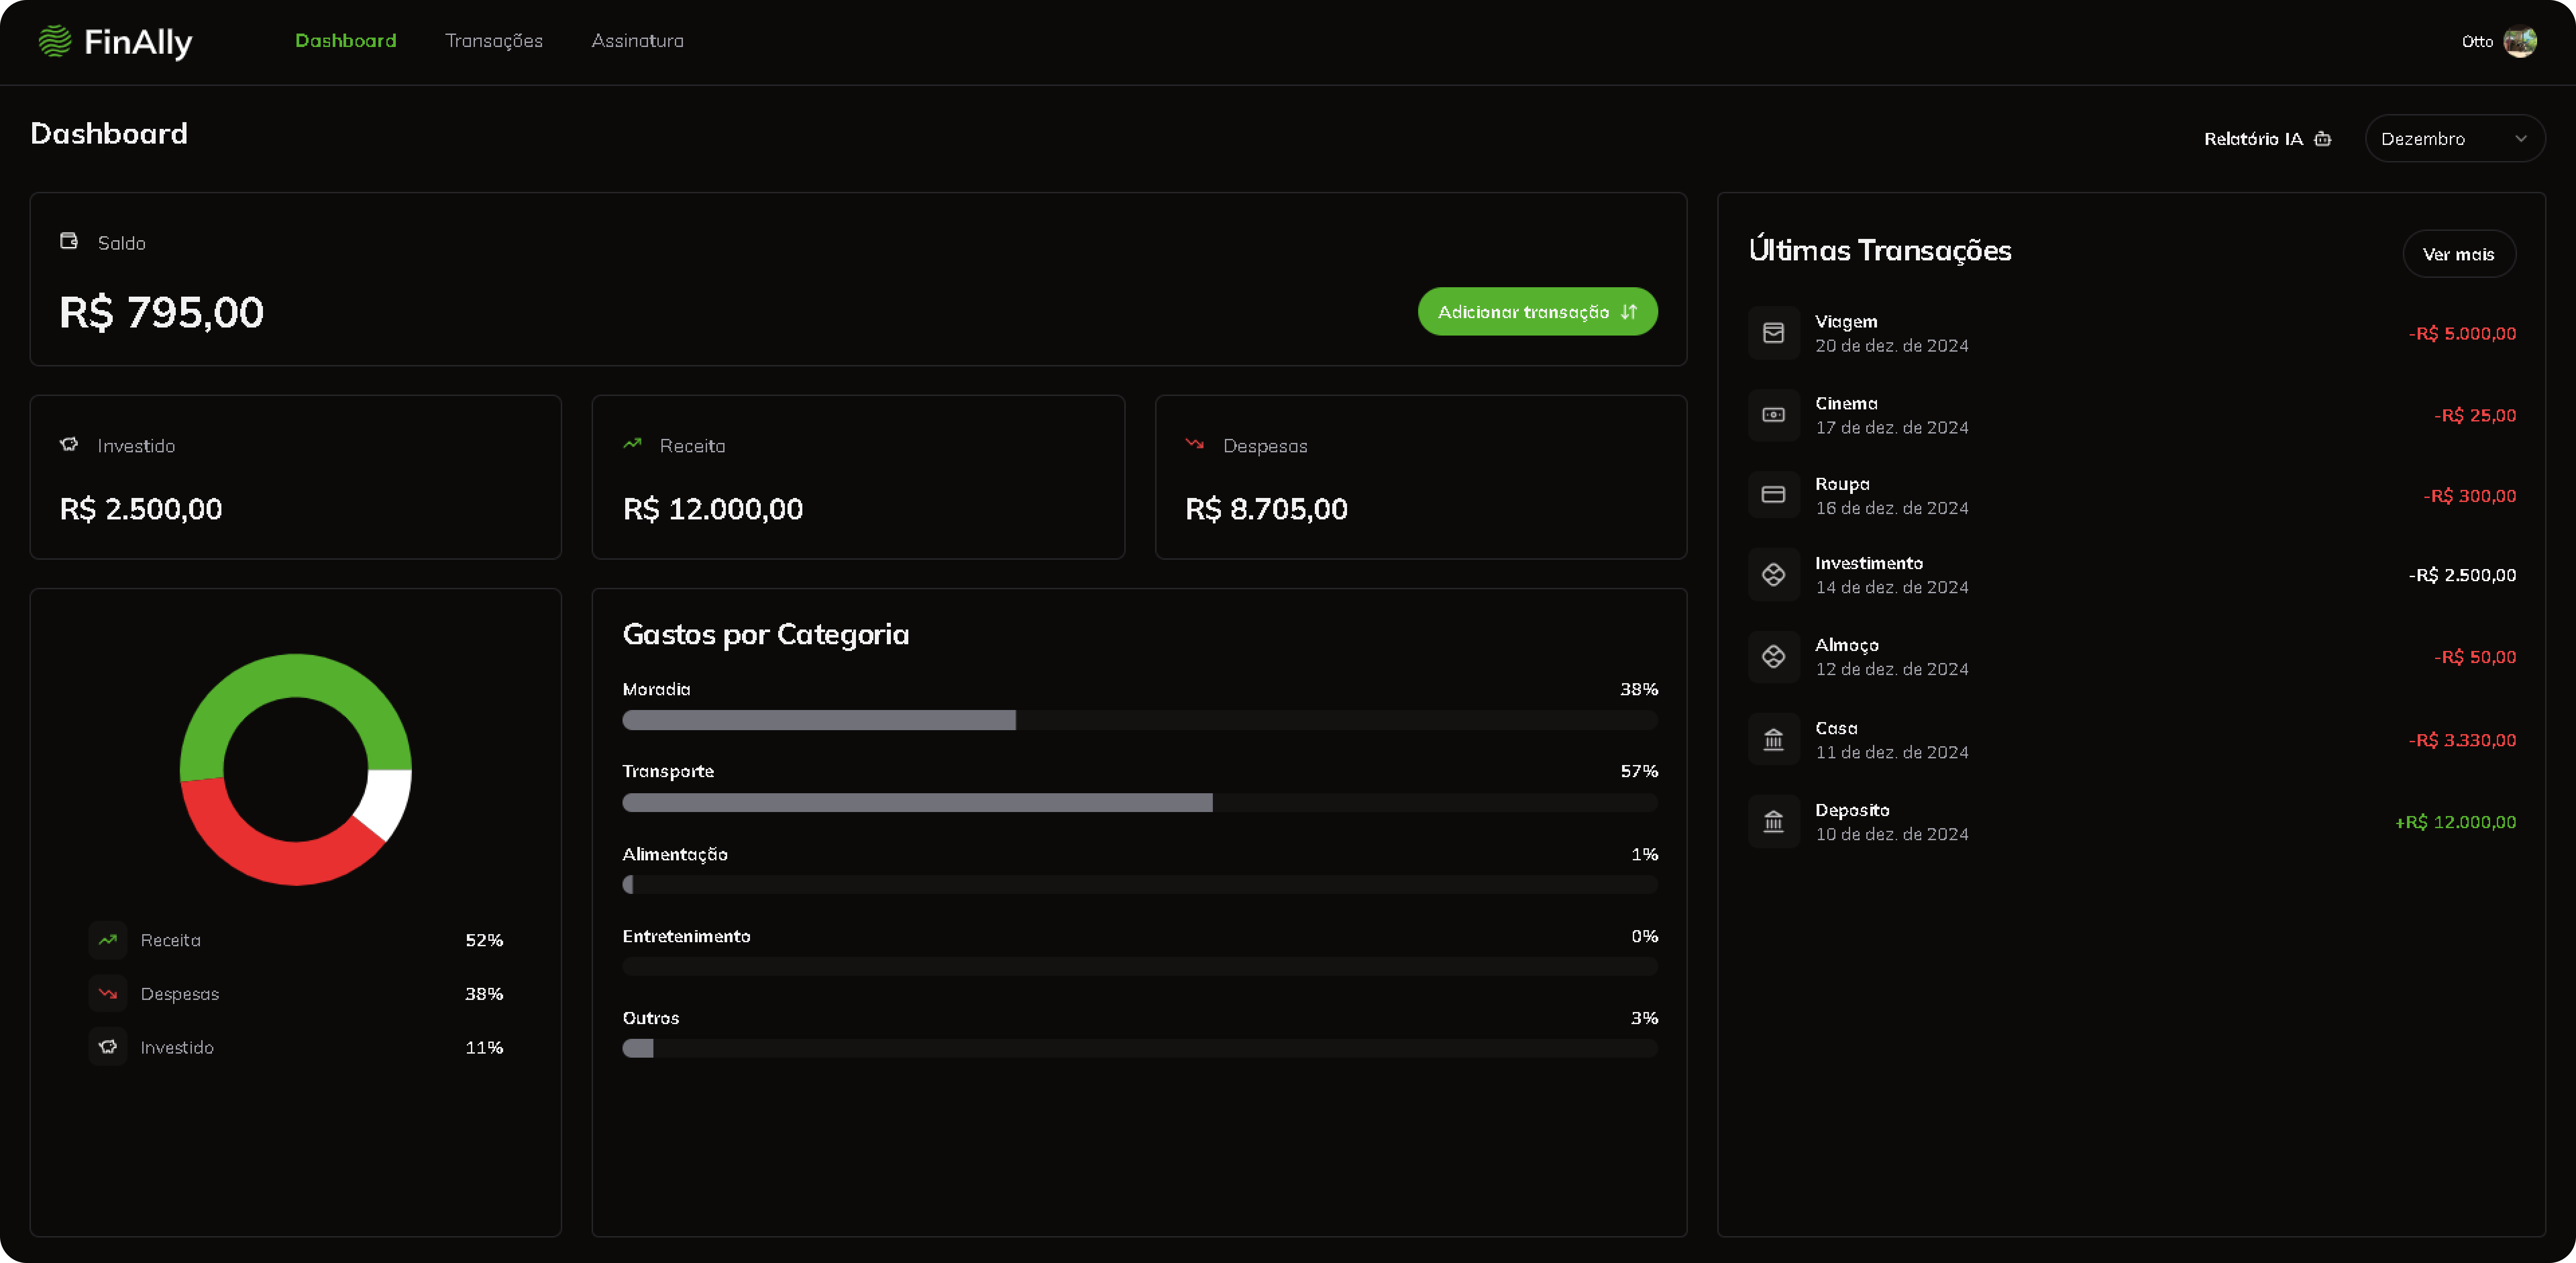 FinAlly
Dashboard
Transações
Assinatura
Otto
Dashboard
Relatório IA
Dezembro
Saldo
R$ 795,00
Adicionar transação
Investido
R$ 2.500,00
Receita
R$ 12.000,00
Despesas
R$ 8.705,00
Receita 52%
Despesas 38%
Investido 11%
Gastos por Categoria
Moradia 38%
Transporte 57%
Alimentação 1%
Entretenimento 0%
Outros 3%
Últimas Transações
Ver mais
Viagem
20 de dez. de 2024
-R$ 5.000,00
Cinema
17 de dez. de 2024
-R$ 25,00
Roupa
16 de dez. de 2024
-R$ 300,00
Investimento
14 de dez. de 2024
-R$ 2.500,00
Almoço
12 de dez. de 2024
-R$ 50,00
Casa
11 de dez. de 2024
-R$ 3.330,00
Deposito
10 de dez. de 2024
+R$ 12.000,00